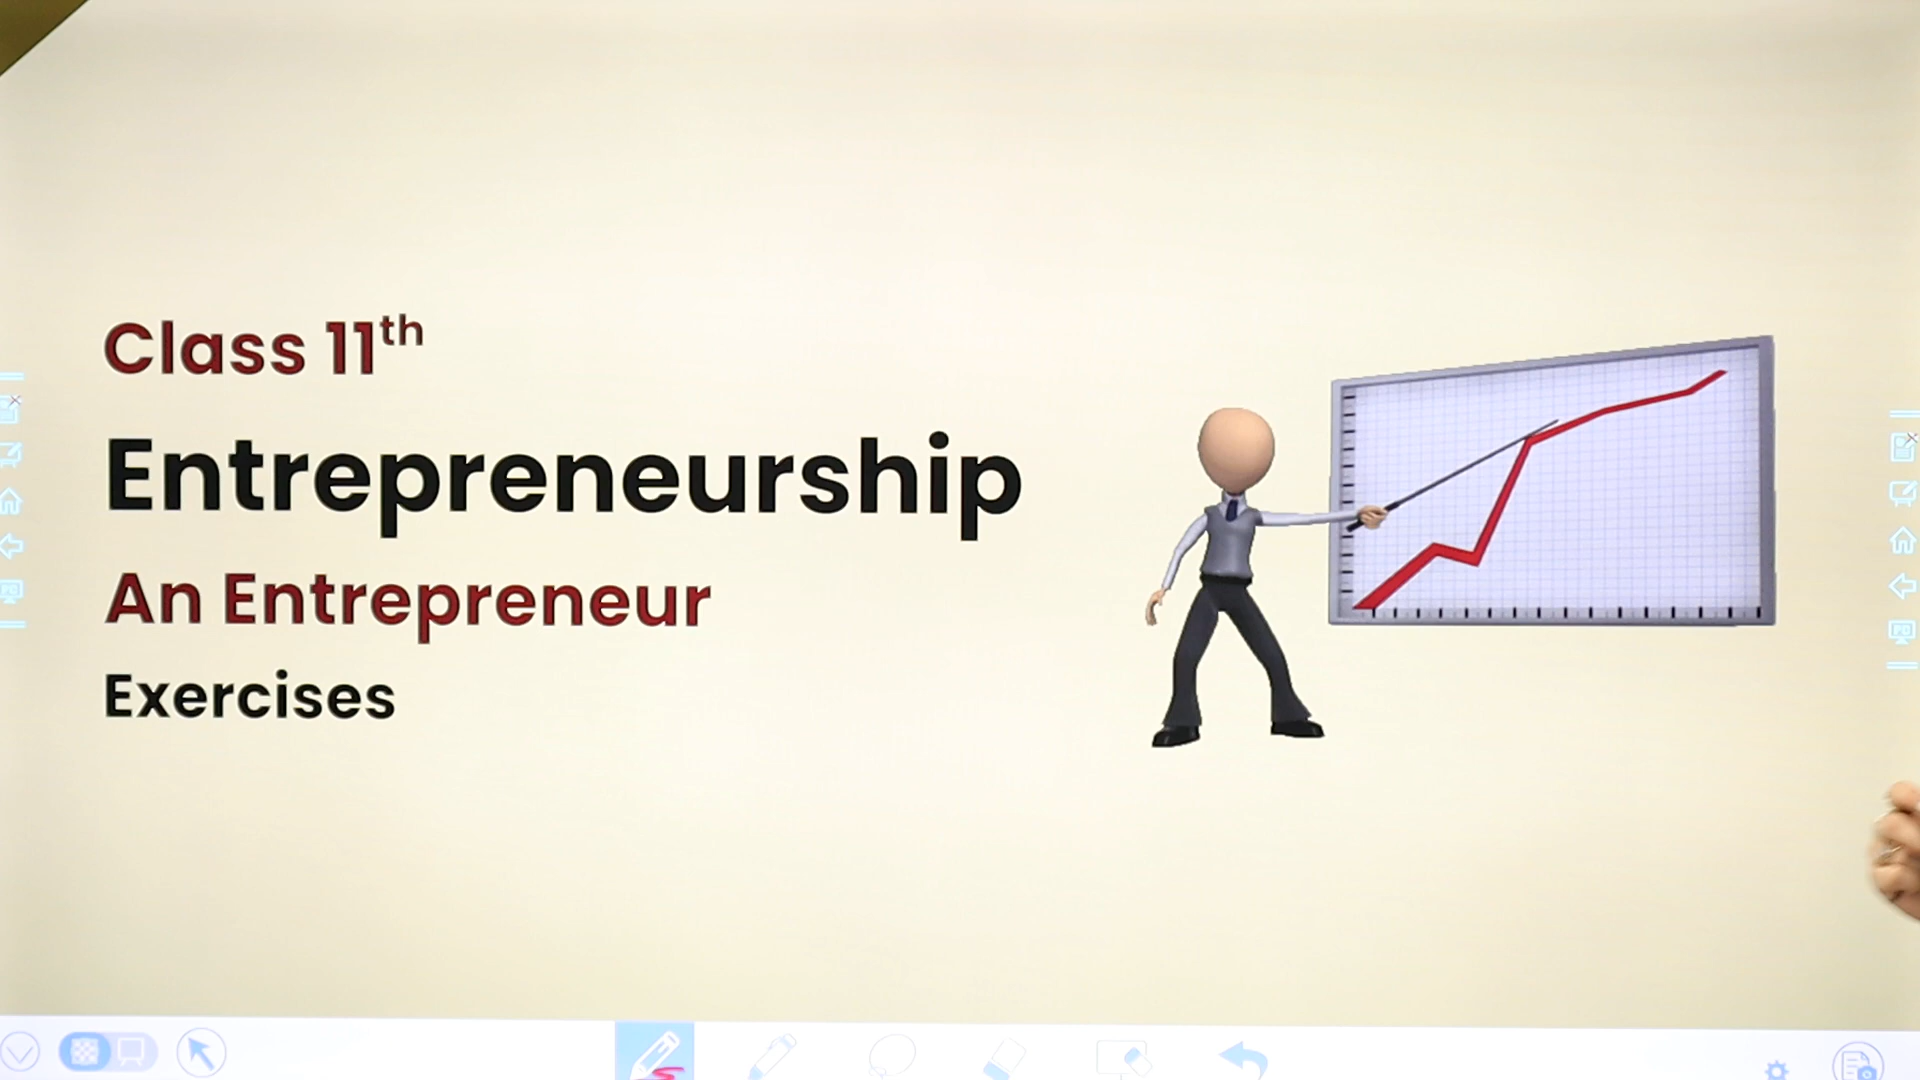 Class 11th
Entrepreneurship
An Entrepreneur
Exercises